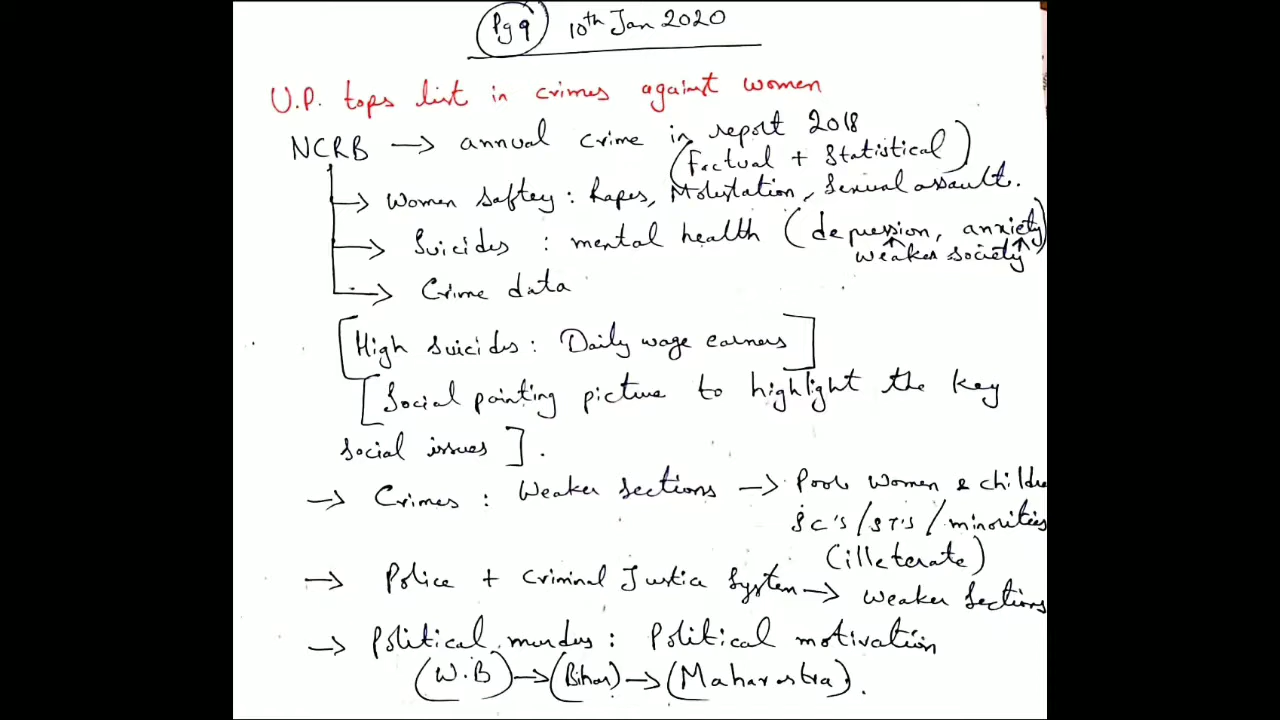 Pg 9 10th Jan 2020
U.P. tops list in crimes against women
NCRB → annual crime in report 2018
(Factual + Statistical)
→ Women Saftey : Rapes, Molestation, Sexual assault.
→ Suicides : mental health (depression, anxiety)
↑ weaker society ↑
→ Crime data
[High Suicides : Daily wage earners]
[Social painting picture to highlight the key
social issues].
→ Crimes : Weaker Sections → Poor Women & childre
SC'S/ST'S/minorities
(illeterate)
→ Police + Criminal Justice System → weaker Sections
→ Political murders : Political motivation
(W.B) → (Bihar) → (Maharastra).